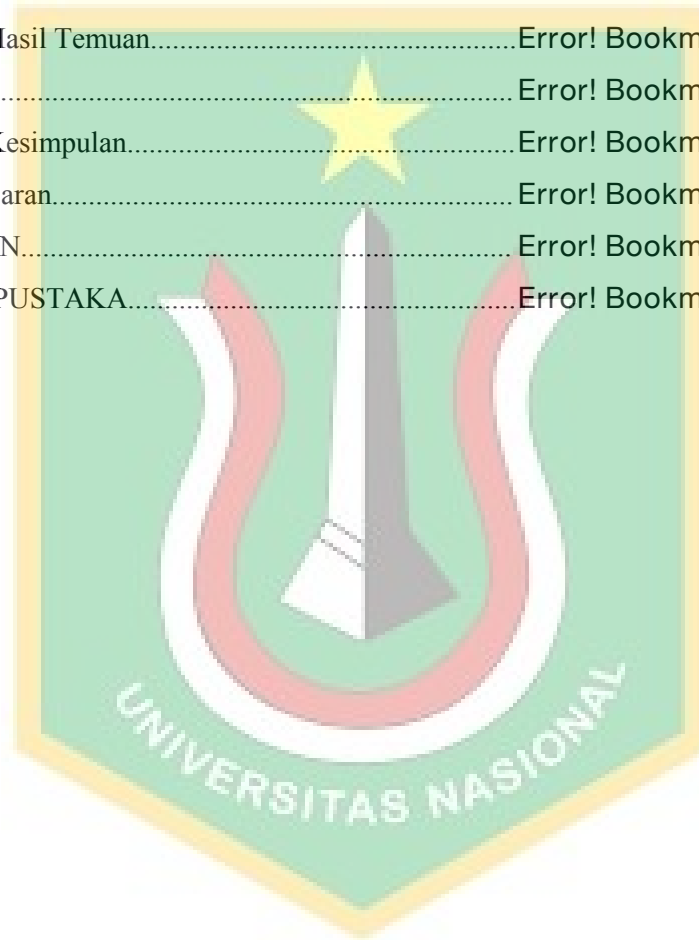 Hasil Temuan.................................................Error! Bookm
................................................................Error! Bookm
Kesimpulan....................................................Error! Bookm
aran..............................................................Error! Bookm
N..................................................................Error! Bookm
PUSTAKA....................................................Error! Bookm
UNIVERSITAS NASIONAL